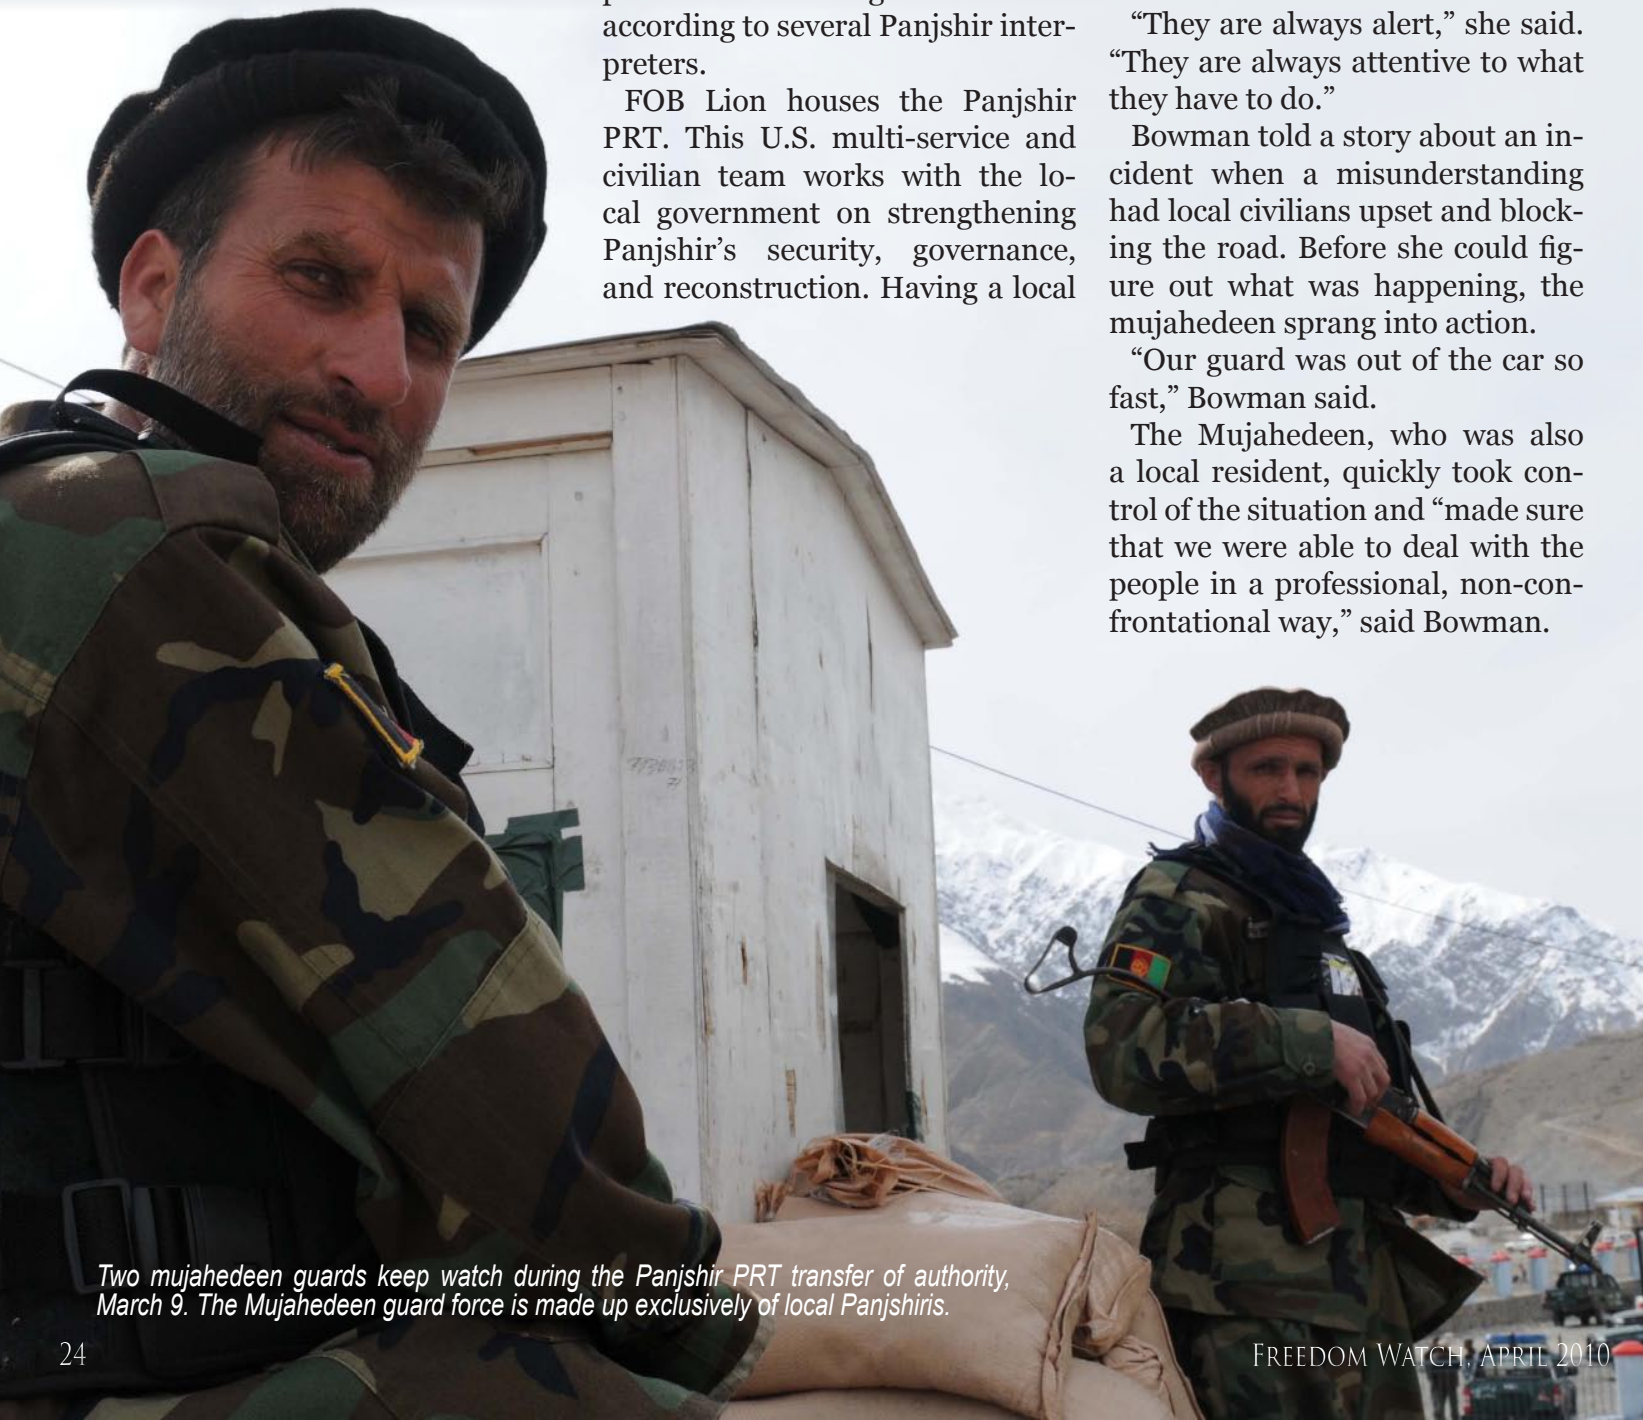 according to several Panjshir inter-
preters.
FOB Lion houses the Panjshir
PRT. This U.S. multi-service and
civilian team works with the lo-
cal government on strengthening
Panjshir’s security, governance,
and reconstruction. Having a local
“They are always alert,” she said.
“They are always attentive to what
they have to do.”
Bowman told a story about an in-
cident when a misunderstanding
had local civilians upset and block-
ing the road. Before she could fig-
ure out what was happening, the
mujahedeen sprang into action.
“Our guard was out of the car so
fast,” Bowman said.
The Mujahedeen, who was also
a local resident, quickly took con-
trol of the situation and “made sure
that we were able to deal with the
people in a professional, non-con-
frontational way,” said Bowman.
Two mujahedeen guards keep watch during the Panjshir PRT transfer of authority,
March 9. The Mujahedeen guard force is made up exclusively of local Panjshiris.
24
FREEDOM WATCH, APRIL 2010